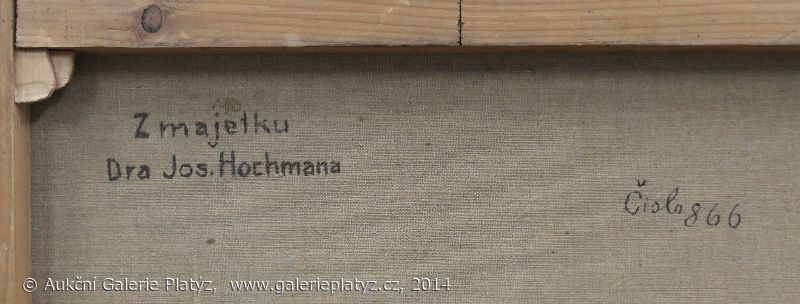 Z majetku
Dra Jos. Hochmana
Číslo 866
© Aukční Galerie Platýz, www.galerieplatyz.cz, 2014